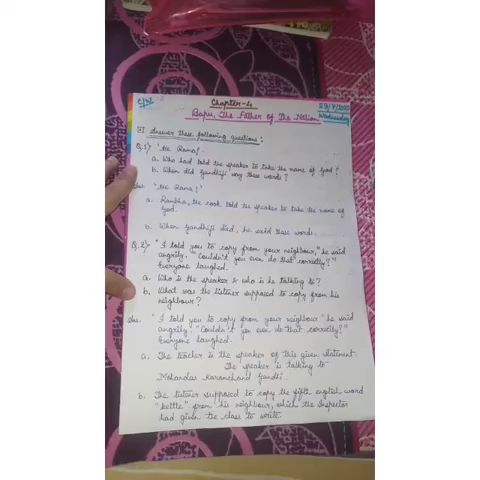 C/W
Chapter-4
29/7/2020
Bapu, The Father of The Nation
Wednesday
Answer these following questions:
Q.1) "He Rama!
a. Who had told the speaker to take the name of God?
b. When did Gandhiji say these words?
Ans. "He Rama!"
a. Rambha, the cook told the speaker to take the name of
God.
b. When Gandhiji died, he said these words.
Q.2) "I told you to copy from your neighbour," he said
angrily. "Couldn't you even do that correctly?"
Everyone laughed.
a. Who is the speaker & who is he talking to?
b. What was the listener supposed to copy from his
neighbour?
Ans. "I told you to copy from your neighbour" he said
angrily. "Couldn't you even do that correctly?"
Everyone laughed.
a. The teacher is the speaker of this given statement.
The speaker is talking to
Mohandas Karamchand Gandhi.
b. The listener supposed to copy the fifth english word
"kettle" from his neighbour, which the Inspector
had given the class to write.